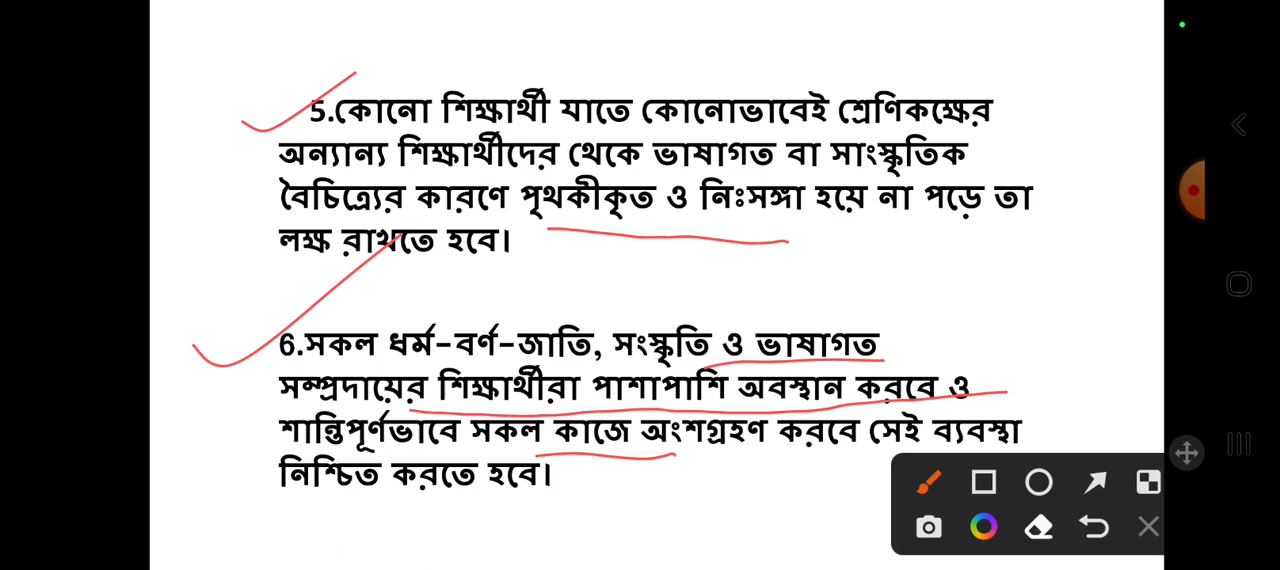 5.কোনো শিক্ষার্থী যাতে কোনোভাবেই শ্রেণিকক্ষের
অন্যান্য শিক্ষার্থীদের থেকে ভাষাগত বা সাংস্কৃতিক
বৈচিত্র্যের কারণে পৃথকীকৃত ও নিঃসঙ্গ হয়ে না পড়ে তা
লক্ষ রাখতে হবে।
6.সকল ধর্ম-বর্ণ-জাতি, সংস্কৃতি ও ভাষাগত
সম্প্রদায়ের শিক্ষার্থীরা পাশাপাশি অবস্থান করবে ও
শান্তিপূর্ণভাবে সকল কাজে অংশগ্রহণ করবে সেই ব্যবস্থা
নিশ্চিত করতে হবে।